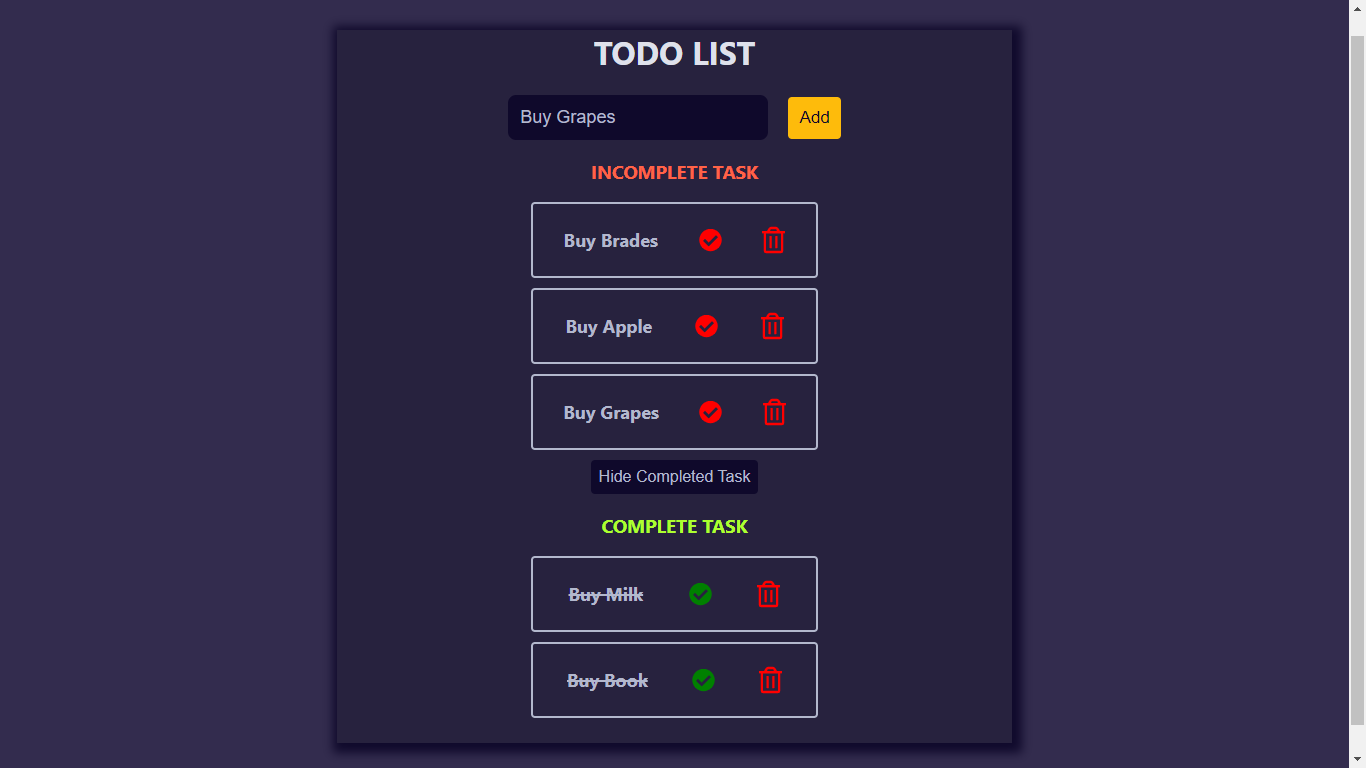 TODO LIST
Buy Grapes
Add
INCOMPLETE TASK
Buy Brades
Buy Apple
Buy Grapes
Hide Completed Task
COMPLETE TASK
Buy Milk
Buy Book